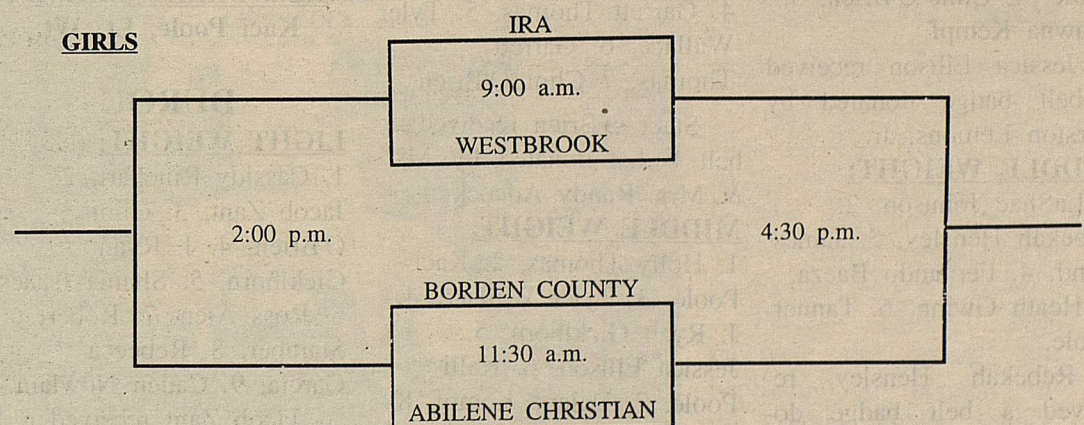 GIRLS
IRA
9:00 a.m.
WESTBROOK
2:00 p.m.
4:30 p.m.
BORDEN COUNTY
11:30 a.m.
ABILENE CHRISTIAN